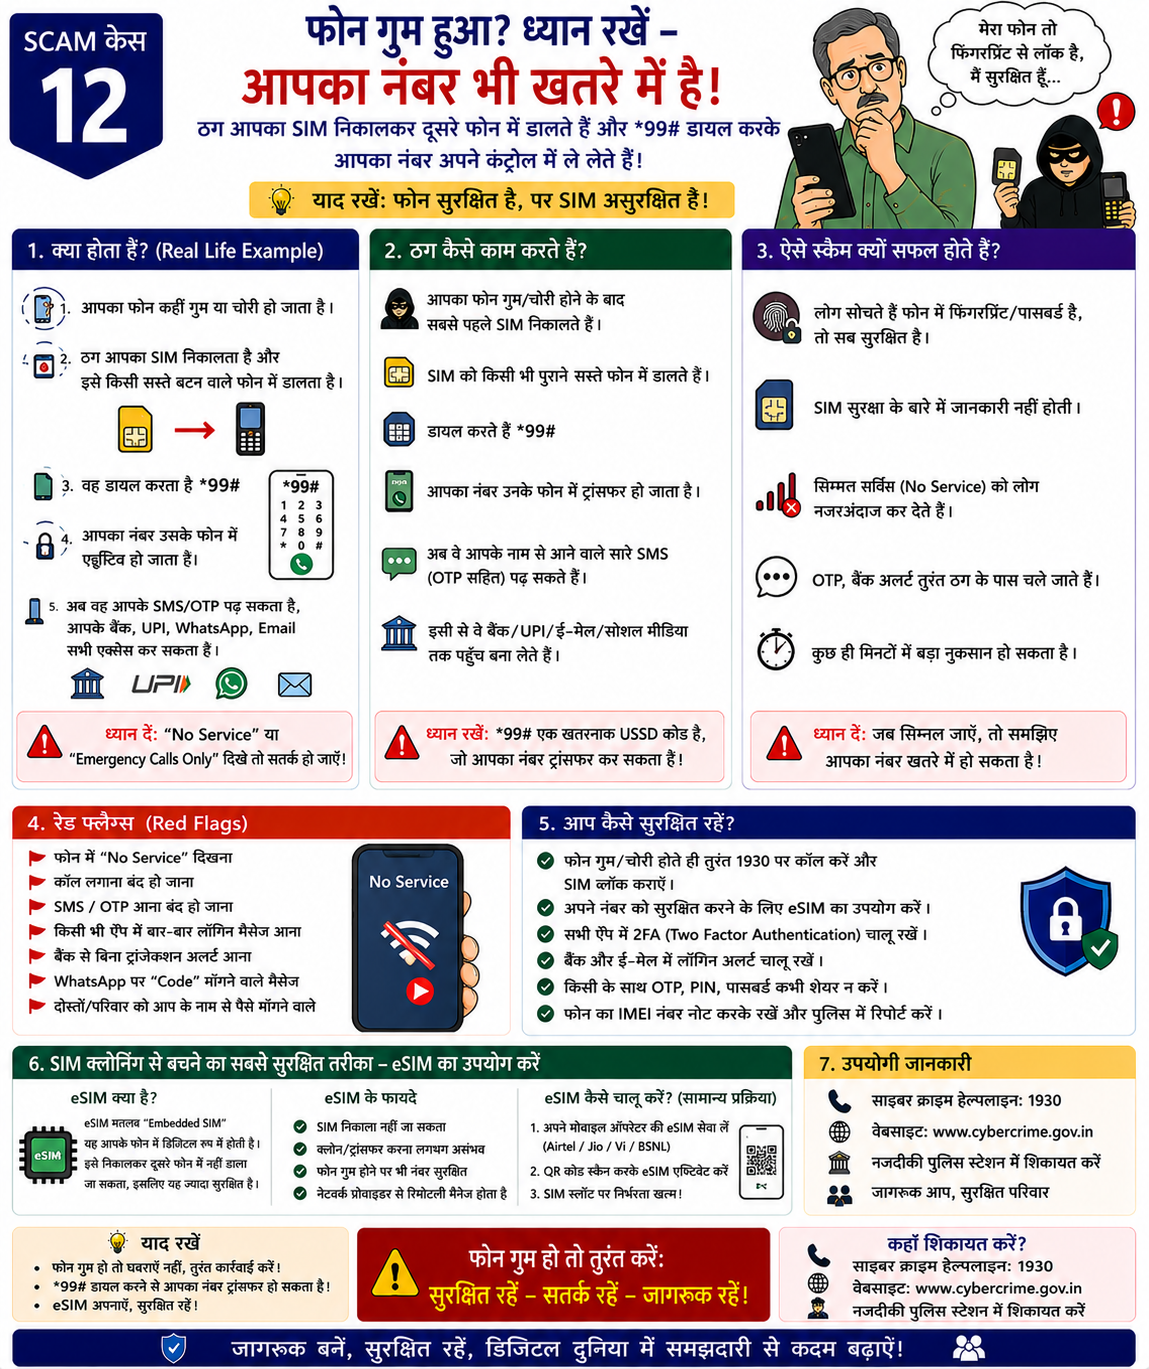 SCAM केस
12
फोन गुम हुआ? ध्यान रखें –
आपका नंबर भी खतरे में है!
ठग आपका SIM निकालकर दूसरे फोन में डालते हैं और *99# डायल करके
आपका नंबर अपने कंट्रोल में ले लेते हैं!
याद रखें: फोन सुरक्षित है, पर SIM असुरक्षित हैं!
मेरा फोन तो
फिंगरप्रिंट से लॉक है,
मैं सुरक्षित हूँ...
1. क्या होता हैं? (Real Life Example)
1. आपका फोन कहीं गुम या चोरी हो जाता है।
2. ठग आपका SIM निकालता है और
इसे किसी सस्ते बटन वाले फोन में डालता है।
3. वह डायल करता है *99#
*99#
1 2 3
4 5 6
7 8 9
* 0 #
4. आपका नंबर उसके फोन में
हो जाता हैं।
5. अब वह आपके SMS/OTP पढ़ सकता है,
आपके बैंक, UPI, WhatsApp, Email
सभी एक्सेस कर सकता हैं।
UPI
ध्यान दें: “No Service” या
“Emergency Calls Only” दिखे तो सतर्क हो जाएँ!
2. ठग कैसे काम करते हैं?
आपका फोन गुम/चोरी होने के बाद
सबसे पहले SIM निकालते हैं।
SIM को किसी भी पुराने सस्ते फोन में डालते हैं।
डायल करते हैं *99#
आपका नंबर उनके फोन में ट्रांसफर हो जाता है।
अब वे आपके नाम से आने वाले सारे SMS
(OTP सहित) पढ़ सकते हैं।
इसी से वे बैंक/UPI/ई-मेल/सोशल मीडिया
तक पहुँच बना लेते हैं।
ध्यान रखें: *99# एक खतरनाक USSD कोड है,
जो आपका नंबर ट्रांसफर कर सकता हैं!
3. ऐसे स्कैम क्यों सफल होते हैं?
लोग सोचते हैं फोन में फिंगरप्रिंट/पासबर्ड है,
तो सब सुरक्षित है।
SIM सुरक्षा के बारे में जानकारी नहीं होती।
सिम्मत सर्विस (No Service) को लोग
नजरअंदाज कर देते हैं।
OTP, बैंक अलर्ट तुरंत ठग के पास चले जाते हैं।
कुछ ही मिनटों में बड़ा नुकसान हो सकता है।
ध्यान दें: जब सिम्नल जाएँ, तो समझिए
आपका नंबर खतरे में हो सकता है!
4. रेड फ्लैग्स (Red Flags)
फोन में “No Service” दिखना
कॉल लगाना बंद हो जाना
SMS / OTP आना बंद हो जाना
किसी भी ऐंप में बार-बार लॉगिन मैसेज आना
बैंक से बिना ट्रांजेकशन अलर्ट आना
WhatsApp पर “Code” माँगने वाले मैसेज
दोस्तों/परिवार को आप के नाम से पैसे माँगने वाले
No Service
5. आप कैसे सुरक्षित रहें?
फोन गुम/चोरी होते ही तुरंत 1930 पर कॉल करें और
SIM ब्लॉक कराएँ।
अपने नंबर को सुरक्षित करने के लिए eSIM का उपयोग करें।
सभी ऐंप में 2FA (Two Factor Authentication) चालू रखें।
बैंक और ई-मेल में लॉगिन अलर्ट चालू रखें।
किसी के साथ OTP, PIN, पासबर्ड कभी शेयर न करें।
फोन का IMEI नंबर नोट करके रखें और पुलिस में रिपोर्ट करें।
6. SIM क्लोनिंग से बचने का सबसे सुरक्षित तरीका – eSIM का उपयोग करें
eSIM क्या है?
eSIM
eSIM मतलब “Embedded SIM”
यह आपके फोन में डिजिटल रुप में होती है।
इसे निकालकर दूसरे फोन में नहीं डाला
जा सकता, इसलिए यह ज्यादा सुरक्षित है।
eSIM के फायदे
SIM निकाला नहीं जा सकता
क्लोन/ट्रांसफर करना लगभग असंभव
फोन गुम होने पर भी नंबर सुरक्षित
नेटवर्क प्रोवाइडर से रिमोटली मैनेज होता है
eSIM कैसे चालू करें? (सामान्य प्रक्रिया)
1. अपने मोवाइल ऑपरेटर की eSIM सेवा लें
(Airtel / Jio / Vi / BSNL)
2. QR कोड स्कैन करके eSIM एप्टिवेट करें
3. SIM स्लॉट पर निर्भरता खत्म!
7. उपयोगी जानकारी
साइबर क्राइम हेल्पलाइन: 1930
वेबसाइट: www.cybercrime.gov.in
नजदीकी पुलिस स्टेशन में शिकायत करें
जागरूक आप, सुरक्षित परिवार
याद रखें
• फोन गुम हो तो घबराएँ नहीं, तुरंत कार्रवाई करें!
• *99# डायल करने से आपका नंबर ट्रांसफर हो सकता है!
• eSIM अपनाएँ, सुरक्षित रहें!
फोन गुम हो तो तुरंत करें:
सुरक्षित रहें – सतर्क रहें – जागरूक रहें!
कहाँ शिकायत करें?
साइबर क्राइम हेल्पलाइन: 1930
वेबसाइट: www.cybercrime.gov.in
नजदीकी पुलिस स्टेशन में शिकायत करें
जागरूक बनें, सुरक्षित रहें, डिजिटल दुनिया में समझदारी से कदम बढ़ाएँ!